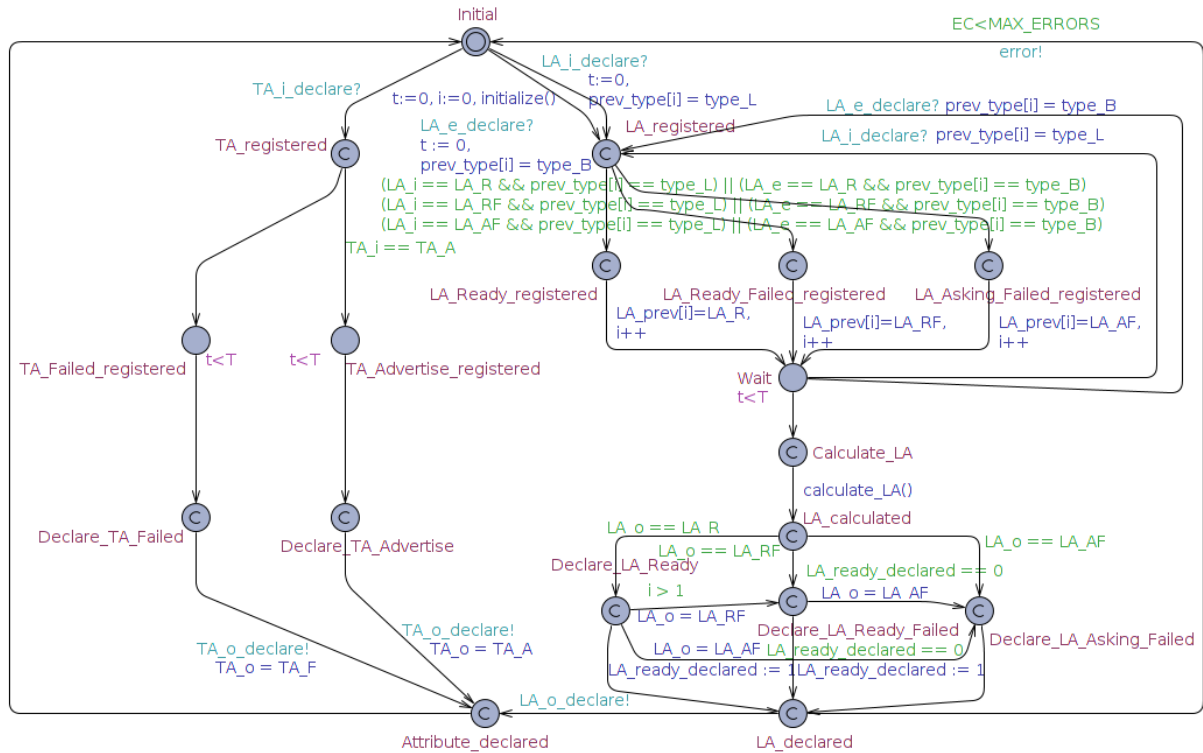 Initial
EC<MAX_ERRORS
error!
TA_i_declare?
LA_i_declare?
t:=0,
prev_type[i] = type_L
t:=0, i:=0, initialize()
LA_e_declare?
t := 0,
prev_type[i] = type_B
LA_registered
TA_registered
LA_e_declare? prev_type[i] = type_B
LA_i_declare? prev_type[i] = type_L
C
C
(LA_i == LA_R && prev_type[i] == type_L) || (LA_e == LA_R && prev_type[i] == type_B)
(LA_i == LA_RF && prev_type[i] == type_L) || (LA_e == LA_RF && prev_type[i] == type_B)
(LA_i == LA_AF && prev_type[i] == type_L) || (LA_e == LA_AF && prev_type[i] == type_B)
TA_i == TA_A
C
C
C
LA_Ready_registered
LA_Ready_Failed_registered
LA_Asking_Failed_registered
LA_prev[i]=LA_R,
i++
LA_prev[i]=LA_RF,
i++
LA_prev[i]=LA_AF,
i++
t<T
TA_Failed_registered
t<T
TA_Advertise_registered
Wait
t<T
C
Calculate_LA
calculate_LA()
C
Declare_TA_Failed
C
Declare_TA_Advertise
C
LA_calculated
LA_o == LA_R
LA_o == LA_RF
LA_o == LA_AF
Declare_LA_Ready
LA_ready_declared == 0
i > 1
LA_o = LA_AF
C
C
C
LA_o = LA_RF
Declare_LA_Ready_Failed
Declare_LA_Asking_Failed
LA_o = LA_AF
LA_ready_declared == 0
LA_ready_declared := 1
LA_ready_declared := 1
TA_o_declare!
TA_o = TA_F
TA_o_declare!
TA_o = TA_A
LA_o_declare!
C
Attribute_declared
C
LA_declared